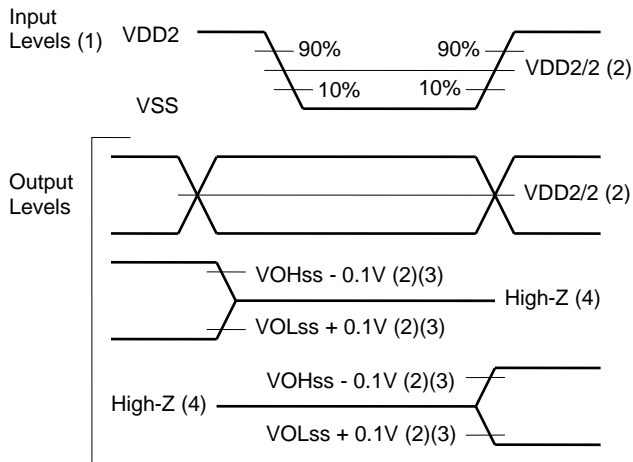 Input
Levels (1)
VDD2
90%
90%
VDD2/2 (2)
10%
10%
VSS
Output
Levels
VDD2/2 (2)
VOHss - 0.1V (2)(3)
High-Z (4)
VOLss + 0.1V (2)(3)
VOHss - 0.1V (2)(3)
High-Z (4)
VOLss + 0.1V (2)(3)